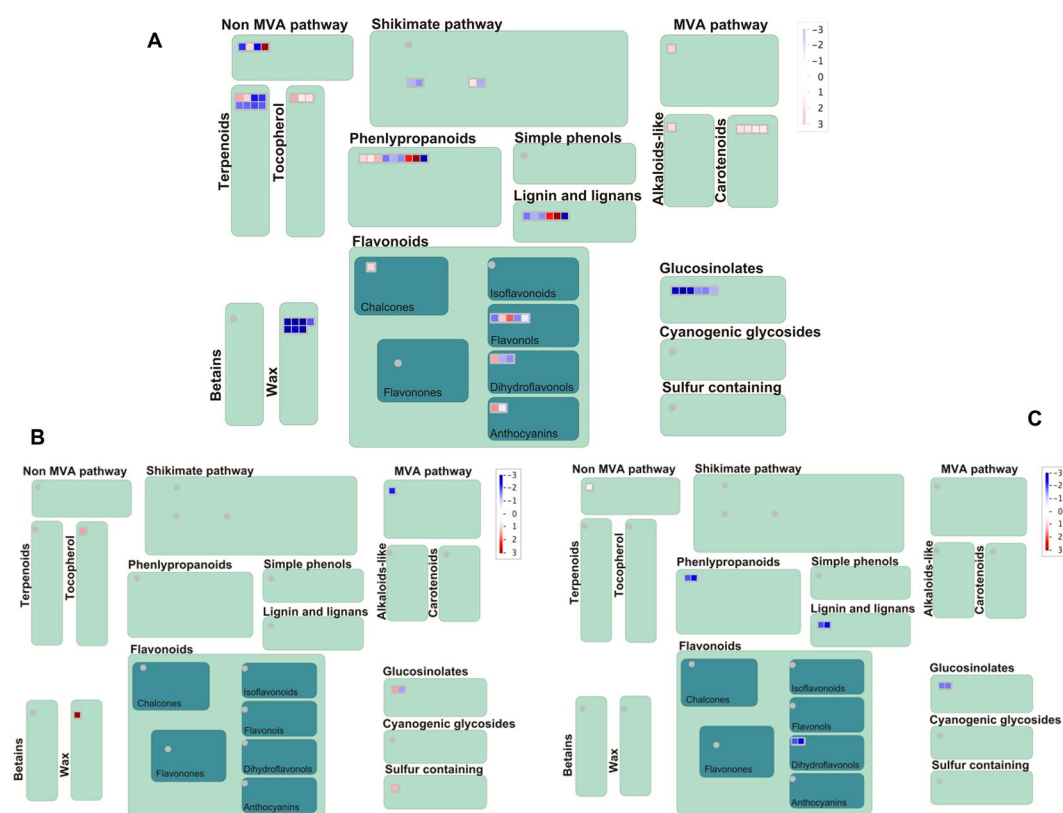 A
Non MVA pathway
Shikimate pathway
MVA pathway
-3
-2
-1
0
1
2
3
Terpenoids
Tocopherol
Phenlypropanoids
Simple phenols
Lignin and lignans
Alkaloids-like
Carotenoids
Flavonoids
Chalcones
Isoflavonoids
Flavonols
Flavonones
Dihydroflavonols
Anthocyanins
Betains
Wax
Glucosinolates
Cyanogenic glycosides
Sulfur containing
B
Non MVA pathway
Shikimate pathway
MVA pathway
-3
-2
-1
0
1
2
3
Terpenoids
Tocopherol
Phenlypropanoids
Simple phenols
Lignin and lignans
Alkaloids-like
Carotenoids
Flavonoids
Chalcones
Isoflavonoids
Flavonols
Flavonones
Dihydroflavonols
Anthocyanins
Betains
Wax
Glucosinolates
Cyanogenic glycosides
Sulfur containing
C
Non MVA pathway
Shikimate pathway
MVA pathway
-3
-2
-1
0
1
2
3
Terpenoids
Tocopherol
Phenlypropanoids
Simple phenols
Lignin and lignans
Alkaloids-like
Carotenoids
Flavonoids
Chalcones
Isoflavonoids
Flavonols
Flavonones
Dihydroflavonols
Anthocyanins
Betains
Wax
Glucosinolates
Cyanogenic glycosides
Sulfur containing